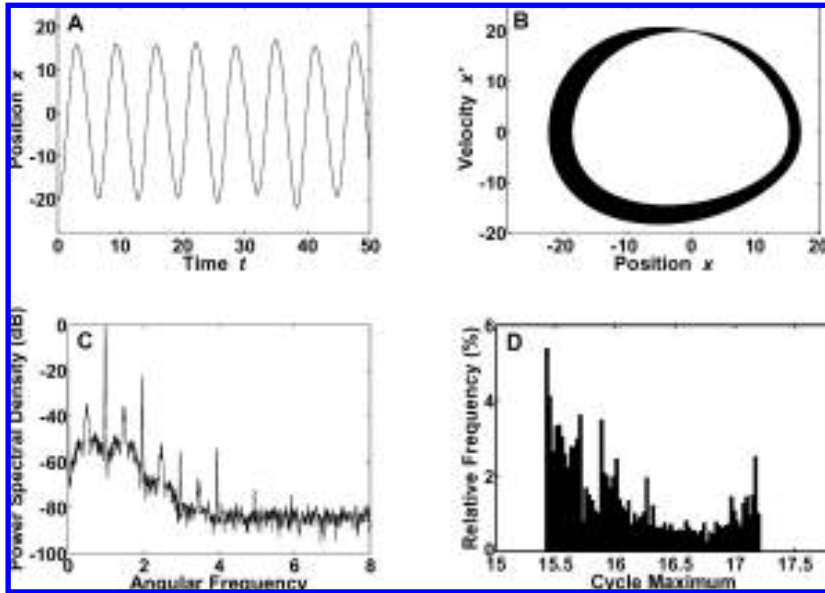 A
20
10
0
-10
-20
Position x
0 10 20 30 40 50
Time t
B
20
10
0
-10
-20
Velocity x'
-20 -10 0 10 20
Position x
C
0
-20
-40
-60
-80
-100
Power Spectral Density (dB)
0 2 4 6 8
Angular Frequency
D
6
4
2
0
Relative Frequency (%)
15 15.5 16 16.5 17 17.5
Cycle Maximum